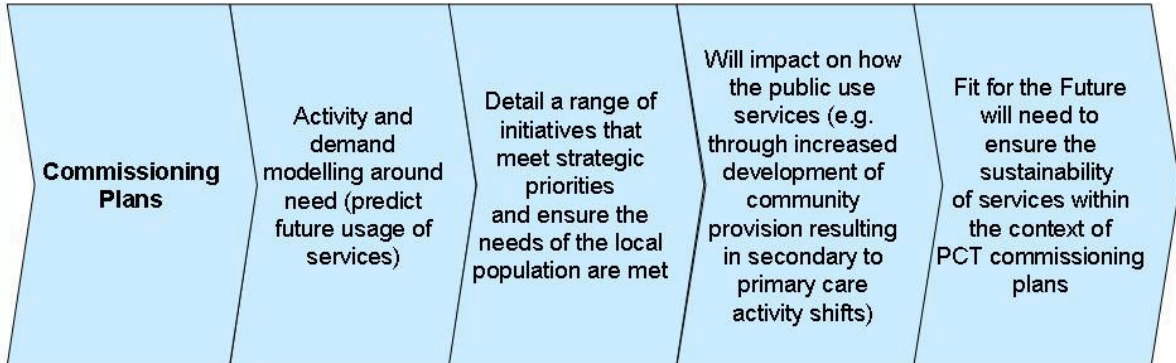 Commissioning
Plans
Activity and
demand
modelling around
need (predict
future usage of
services)
Detail a range of
initiatives that
meet strategic
priorities
and ensure the
needs of the local
population are met
Will impact on how
the public use
services (e.g.
through increased
development of
community
provision resulting
in secondary to
primary care
activity shifts)
Fit for the Future
will need to
ensure the
sustainability
of services within
the context of
PCT commissioning
plans